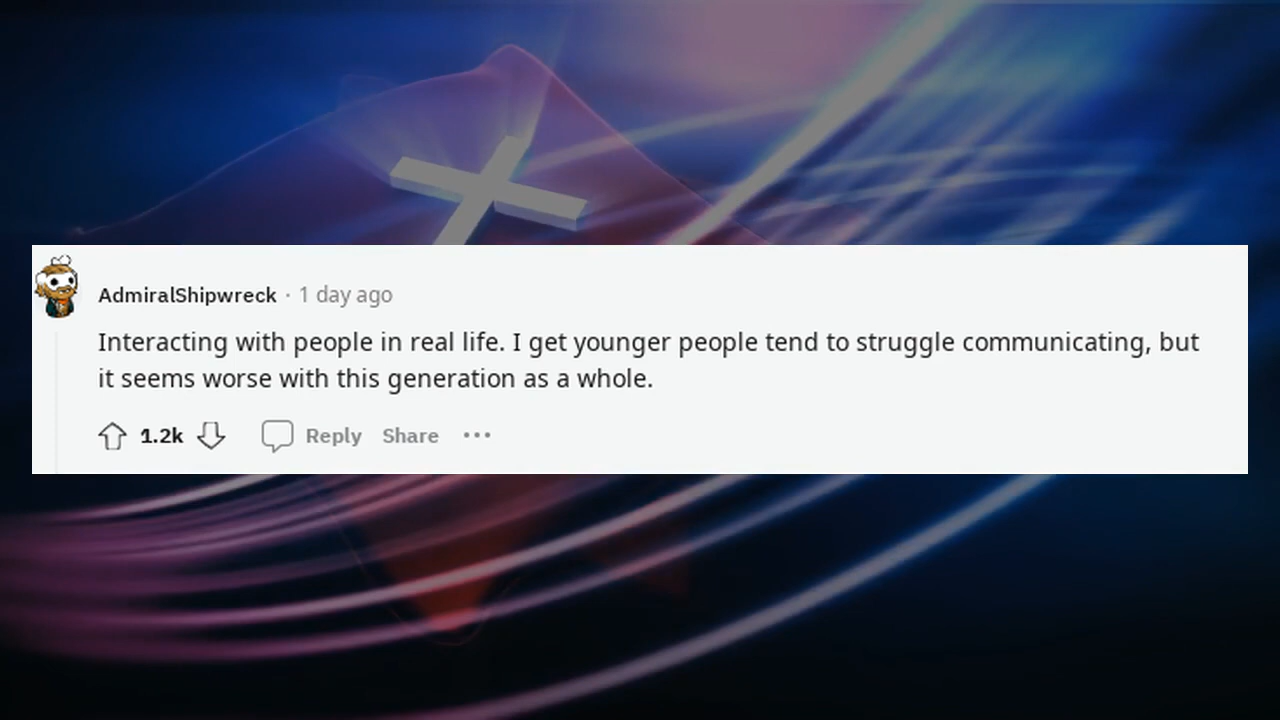 AdmiralShipwreck · 1 day ago
Interacting with people in real life. I get younger people tend to struggle communicating, but
it seems worse with this generation as a whole.
1.2k Reply Share